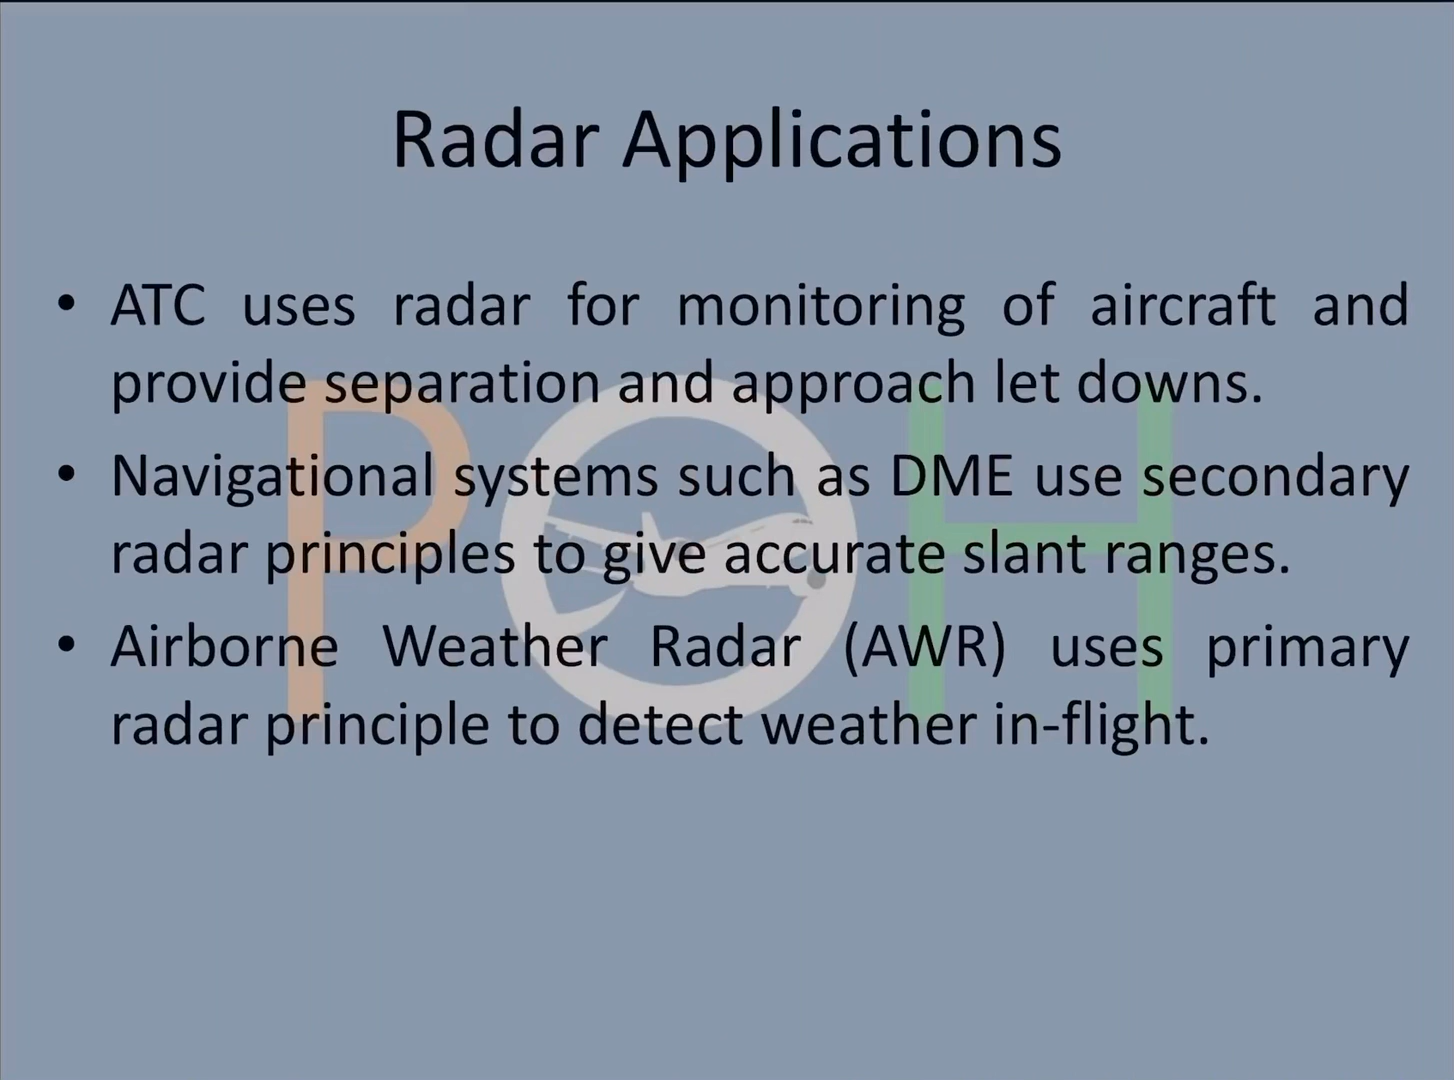 Radar Applications
• ATC uses radar for monitoring of aircraft and
provide separation and approach let downs.
• Navigational systems such as DME use secondary
radar principles to give accurate slant ranges.
• Airborne Weather Radar (AWR) uses primary
radar principle to detect weather in-flight.
POH